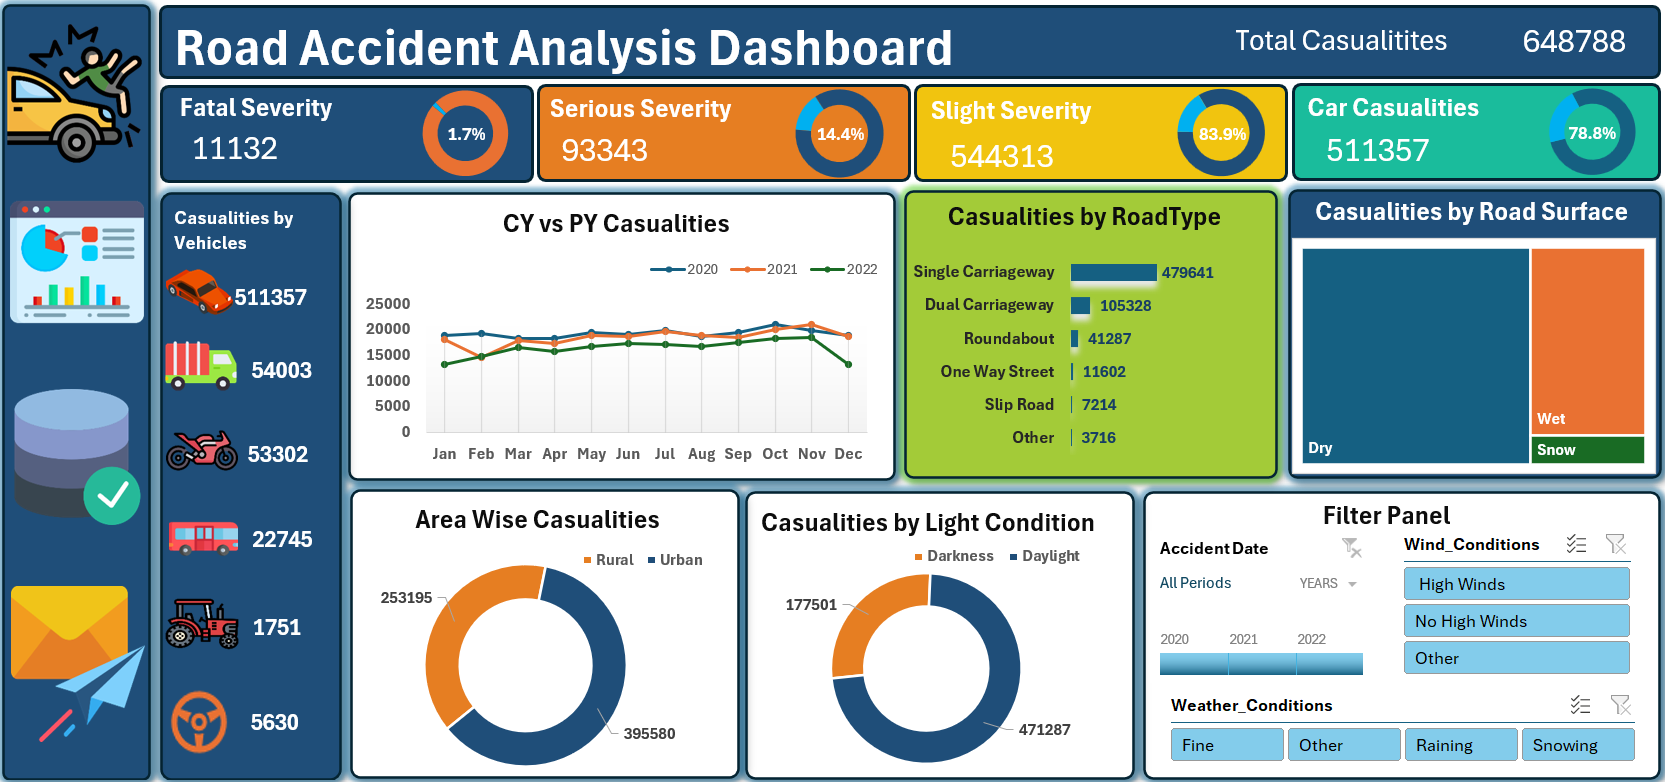 Road Accident Analysis Dashboard
Total Casualitites 648788
Fatal Severity
11132
1.7%
Serious Severity
93343
14.4%
Slight Severity
544313
83.9%
Car Casualities
511357
78.8%
Casualities by
Vehicles
511357
54003
53302
22745
1751
5630
CY vs PY Casualities
2020 2021 2022
25000
20000
15000
10000
5000
0
Jan Feb Mar Apr May Jun Jul Aug Sep Oct Nov Dec
Casualities by RoadType
Single Carriageway 479641
Dual Carriageway 105328
Roundabout 41287
One Way Street 11602
Slip Road 7214
Other 3716
Casualities by Road Surface
Dry
Wet
Snow
Area Wise Casualities
Rural Urban
253195
395580
Casualities by Light Condition
Darkness Daylight
177501
471287
Filter Panel
Accident Date
All Periods YEARS
2020 2021 2022
Wind_Conditions
High Winds
No High Winds
Other
Weather_Conditions
Fine Other Raining Snowing